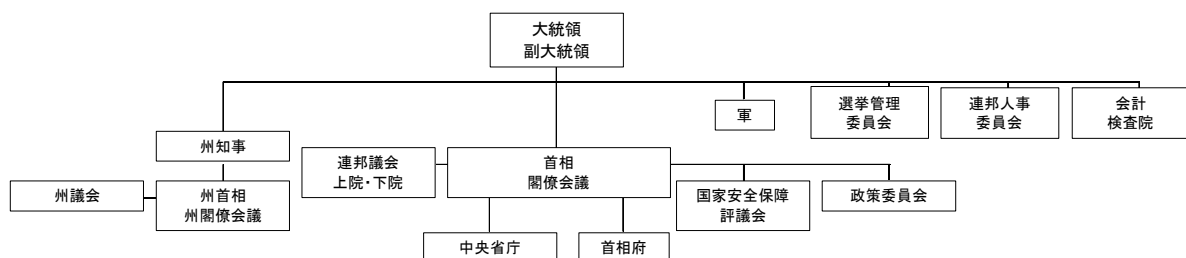 大統領
副大統領
軍
選挙管理
委員会
連邦人事
委員会
会計
検査院
州知事
連邦議会
上院・下院
首相
閣僚会議
州議会
州首相
州閣僚会議
国家安全保障
評議会
政策委員会
中央省庁
首相府